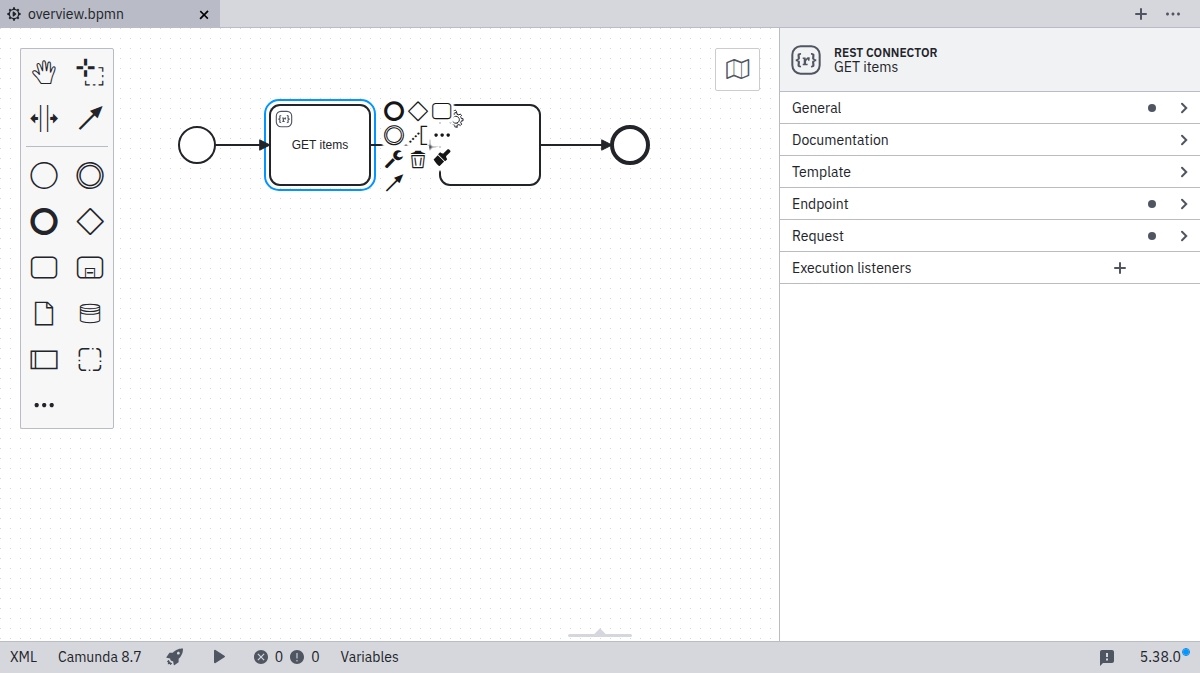 overview.bpmn
GET items
{r}
{r}
REST CONNECTOR
GET items
General
Documentation
Template
Endpoint
Request
Execution listeners
XML Camunda 8.7 0 0 Variables 5.38.0